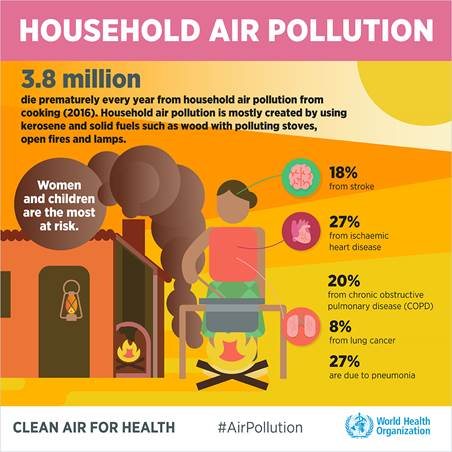 HOUSEHOLD AIR POLLUTION
3.8 million
die prematurely every year from household air pollution from
cooking (2016). Household air pollution is mostly created by using
kerosene and solid fuels such as wood with polluting stoves,
open fires and lamps.
Women
and children
are the most
at risk.
18%
from stroke
27%
from ischaemic
heart disease
20%
from chronic obstructive
pulmonary disease (COPD)
8%
from lung cancer
27%
are due to pneumonia
CLEAN AIR FOR HEALTH
#AirPollution
World Health
Organization